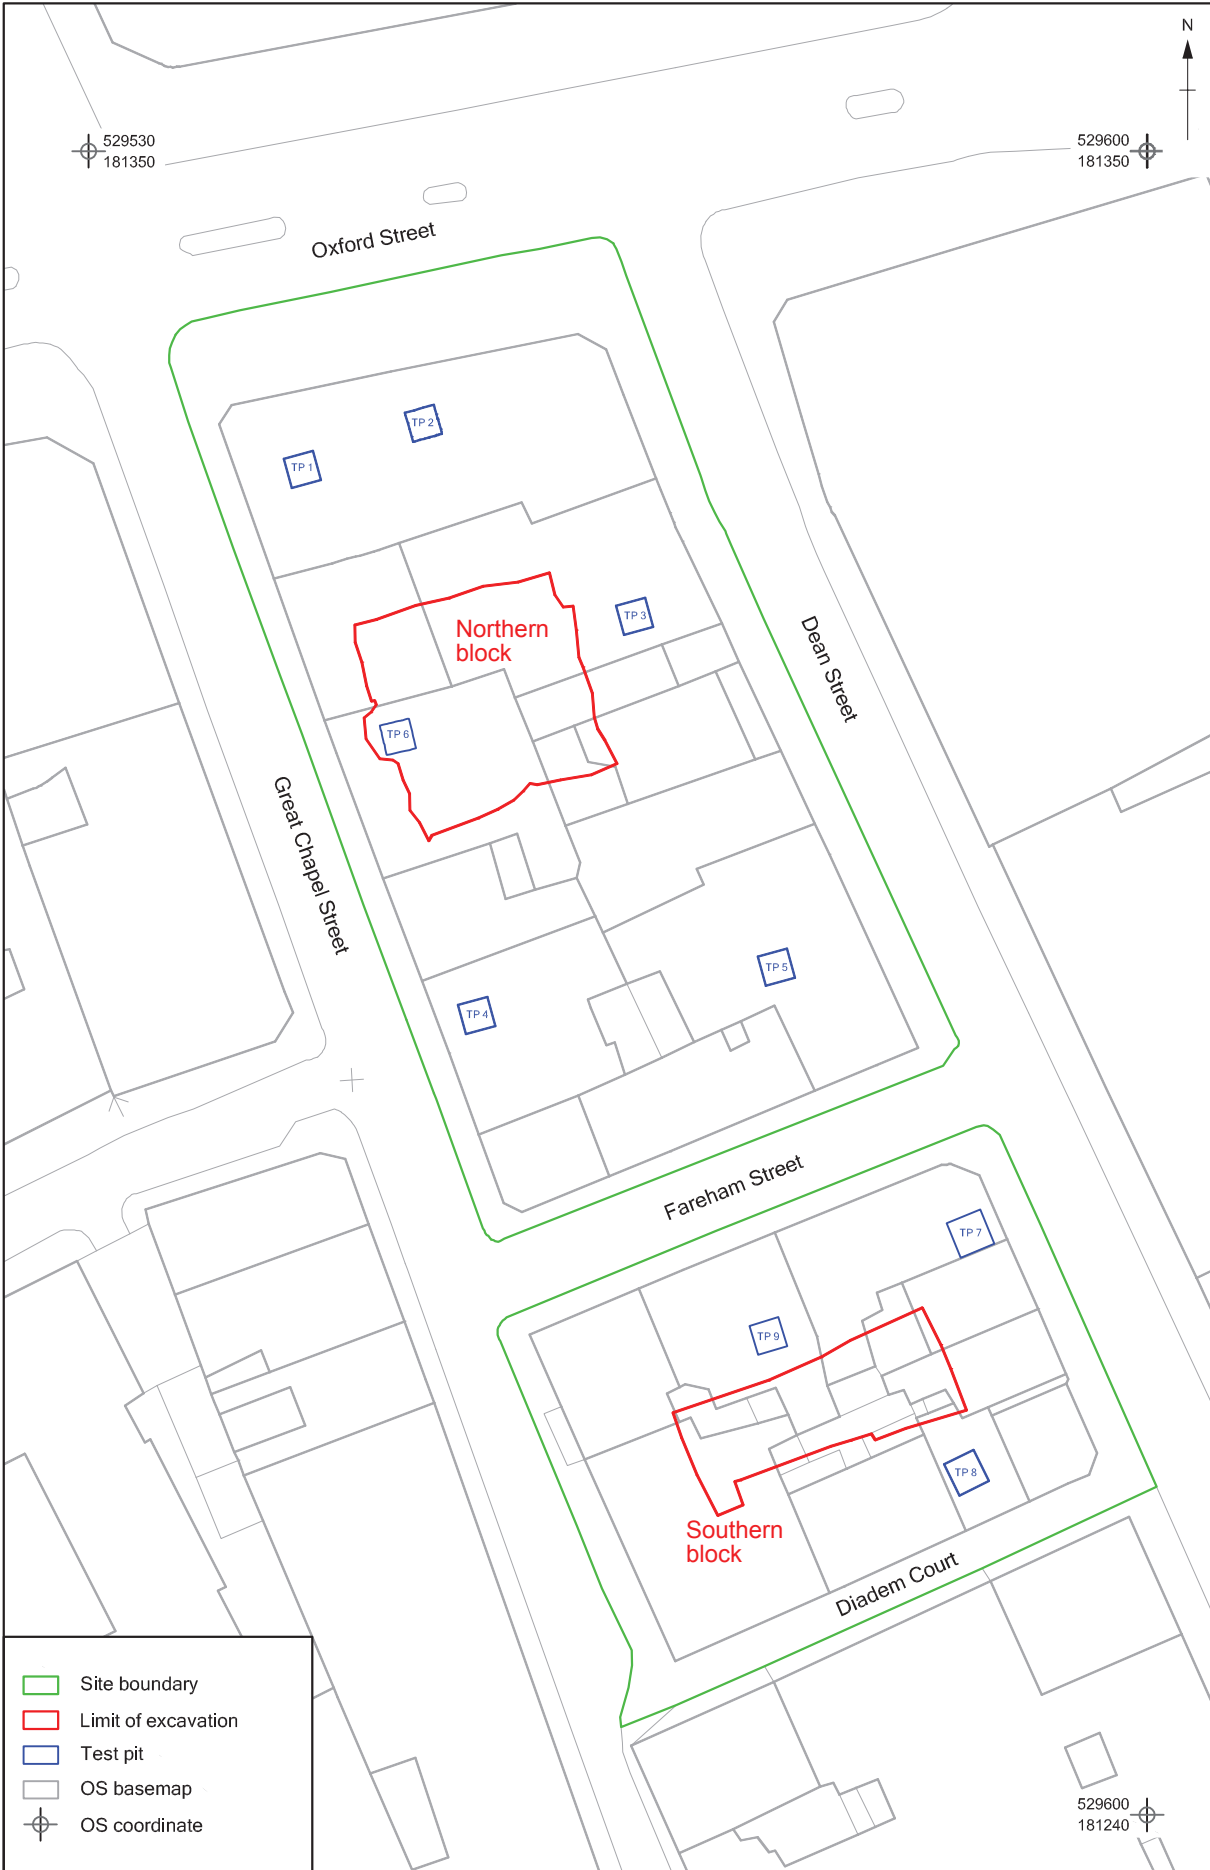 N
529530
181350
529600
181350
Oxford Street
TP 2
TP 1
Northern
block
TP 3
Dean Street
TP 6
Great Chapel Street
TP 5
TP 4
Fareham Street
TP 7
TP 9
TP 8
Southern
block
Diadem Court
Site boundary
Limit of excavation
Test pit
OS basemap
OS coordinate
529600
181240